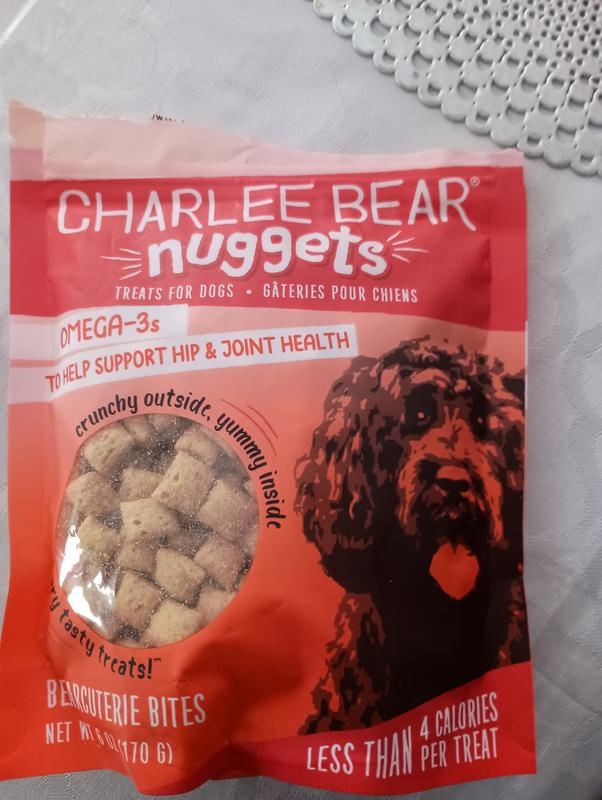 CHARLEE BEAR®
nuggets
TREATS FOR DOGS • GÂTERIES POUR CHIENS
OMEGA-3s
TO HELP SUPPORT HIP & JOINT HEALTH
crunchy outside, yummy inside
tasty treats!™
BEARCUTERIE BITES
NET WT. 6 OZ (170 G)
LESS THAN 4 CALORIES
PER TREAT